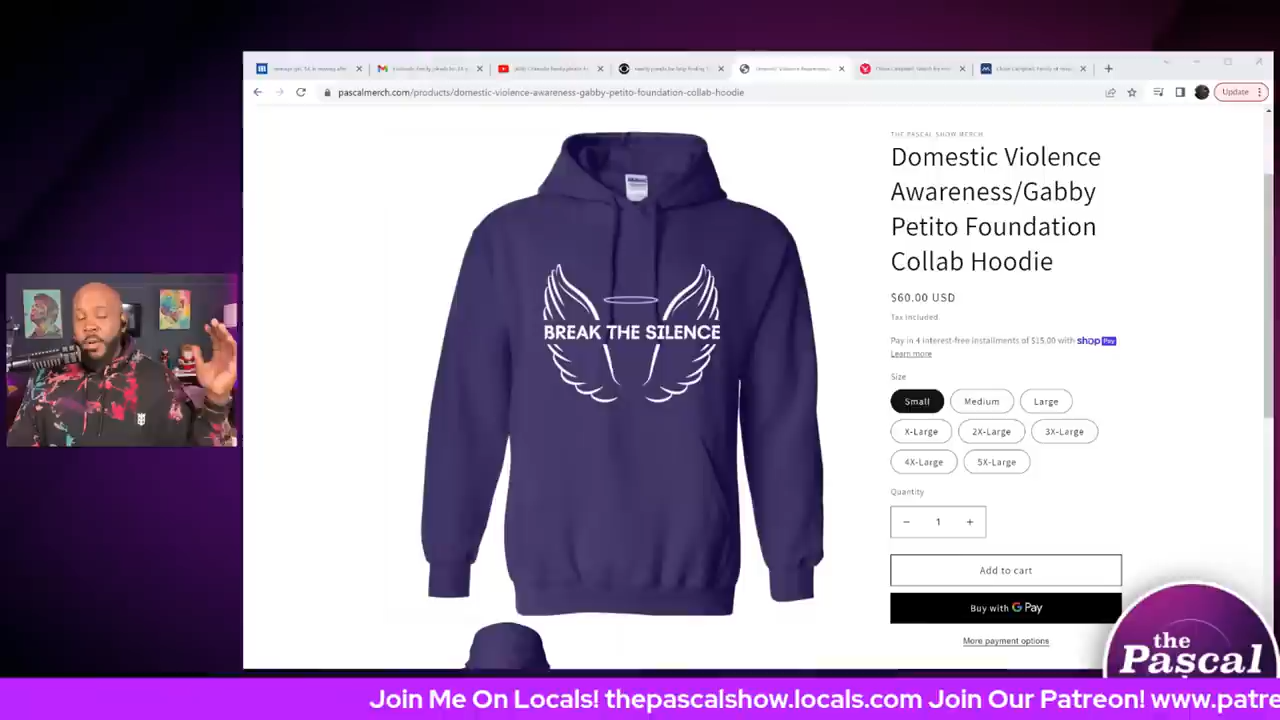 pascalmerch.com/products/domestic-violence-awareness-gabby-petito-foundation-collab-hoodie
Update
BREAK THE SILENCE
THE PASCAL SHOW MERCH
Domestic Violence
Awareness/Gabby
Petito Foundation
Collab Hoodie
$60.00 USD
Tax included.
Pay in 4 interest-free installments of $15.00 with shop Pay
Learn more
Size
Small
Medium
Large
X-Large
2X-Large
3X-Large
4X-Large
5X-Large
Quantity
− 1 +
Add to cart
Buy with G Pay
More payment options
the
Pascal
Join Me On Locals! thepascalshow.locals.com Join Our Patreon! www.patre